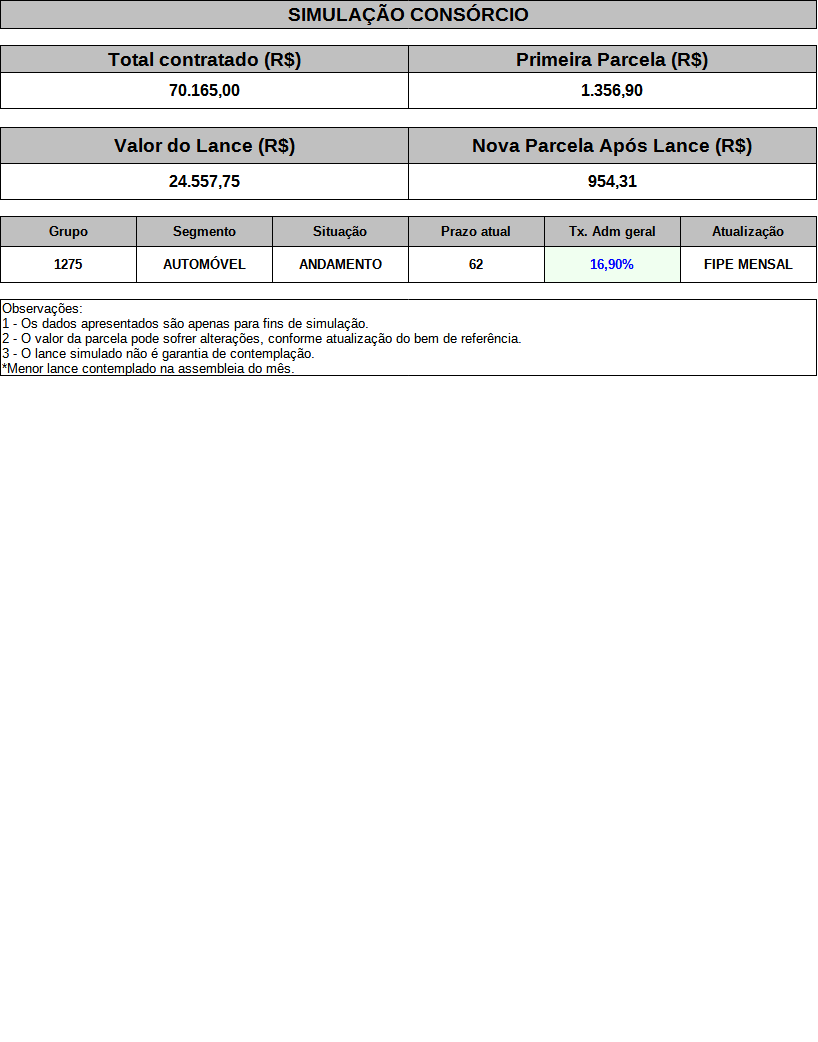 SIMULAÇÃO CONSÓRCIO
Total contratado (R$) Primeira Parcela (R$)
70.165,00 1.356,90
Valor do Lance (R$) Nova Parcela Após Lance (R$)
24.557,75 954,31
Grupo Segmento Situação Prazo atual Tx. Adm geral Atualização
1275 AUTOMÓVEL ANDAMENTO 62 16,90% FIPE MENSAL
Observações:
1 - Os dados apresentados são apenas para fins de simulação.
2 - O valor da parcela pode sofrer alterações, conforme atualização do bem de referência.
3 - O lance simulado não é garantia de contemplação.
*Menor lance contemplado na assembleia do mês.